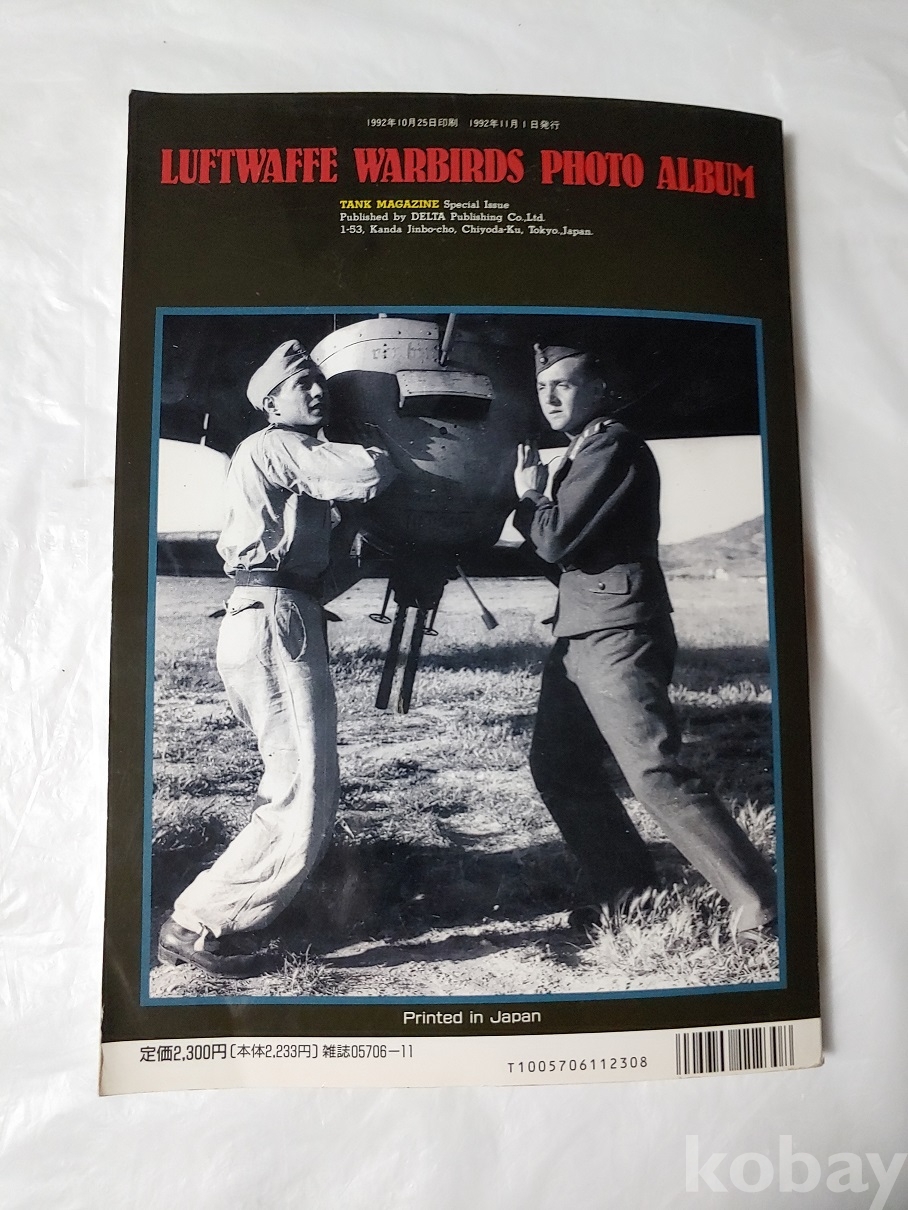 1992年10月25日印刷 1992年11月1日発行
LUFTWAFFE WARBIRDS PHOTO ALBUM
TANK MAGAZINE Special Issue
Published by DELTA Publishing Co.,Ltd.
1-53, Kanda Jinbo-cho, Chiyoda-Ku, Tokyo.,Japan.
Printed in Japan
定価2,300円〔本体2,233円〕雑誌05706-11
T1005706112308
kobay